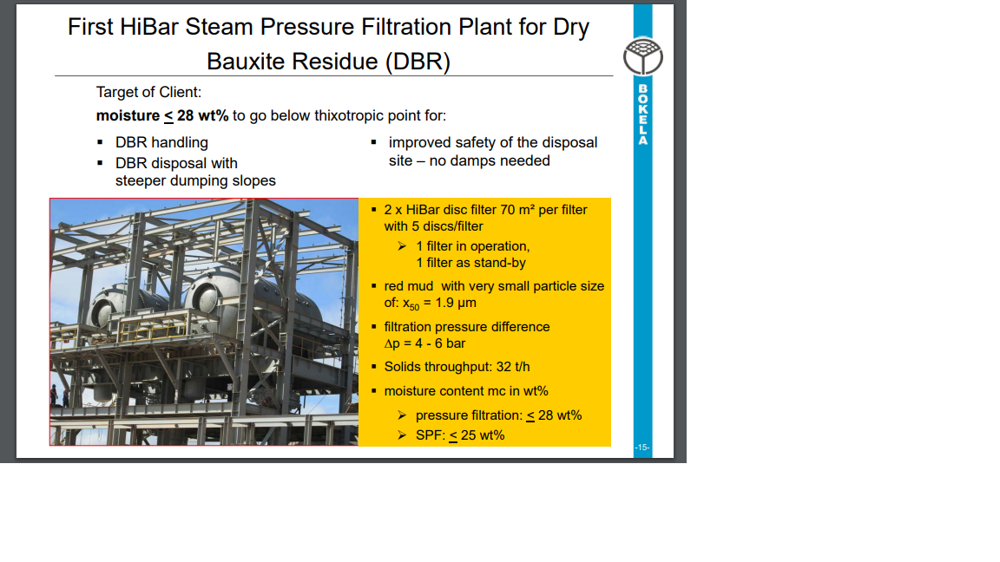 First HiBar Steam Pressure Filtration Plant for Dry
Bauxite Residue (DBR)
BOKELA
Target of Client:
moisture ≤ 28 wt% to go below thixotropic point for:
▪ DBR handling
▪ DBR disposal with
steeper dumping slopes
▪ improved safety of the disposal
site – no damps needed
▪ 2 x HiBar disc filter 70 m² per filter
with 5 discs/filter
➢ 1 filter in operation,
1 filter as stand-by
▪ red mud with very small particle size
of: x₅₀ = 1.9 µm
▪ filtration pressure difference
Δp = 4 - 6 bar
▪ Solids throughput: 32 t/h
▪ moisture content mc in wt%
➢ pressure filtration: ≤ 28 wt%
➢ SPF: ≤ 25 wt%
-15-